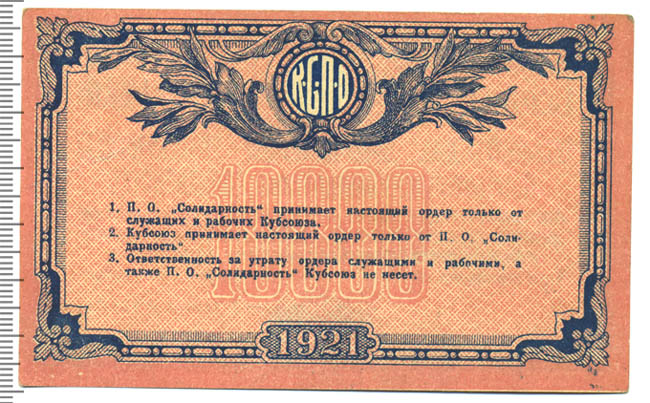 К·С·П·О
10000
1. П. О. „Солидарность“ принимает настоящий ордер только от
служащих и рабочих Кубсоюза.
2. Кубсоюз принимает настоящий ордер только от П. О. „Соли-
дарность“
3. Ответственность за утрату ордера служащими и рабочими, а
также П. О. „Солидарность“ Кубсоюз не несет.
10000
1921